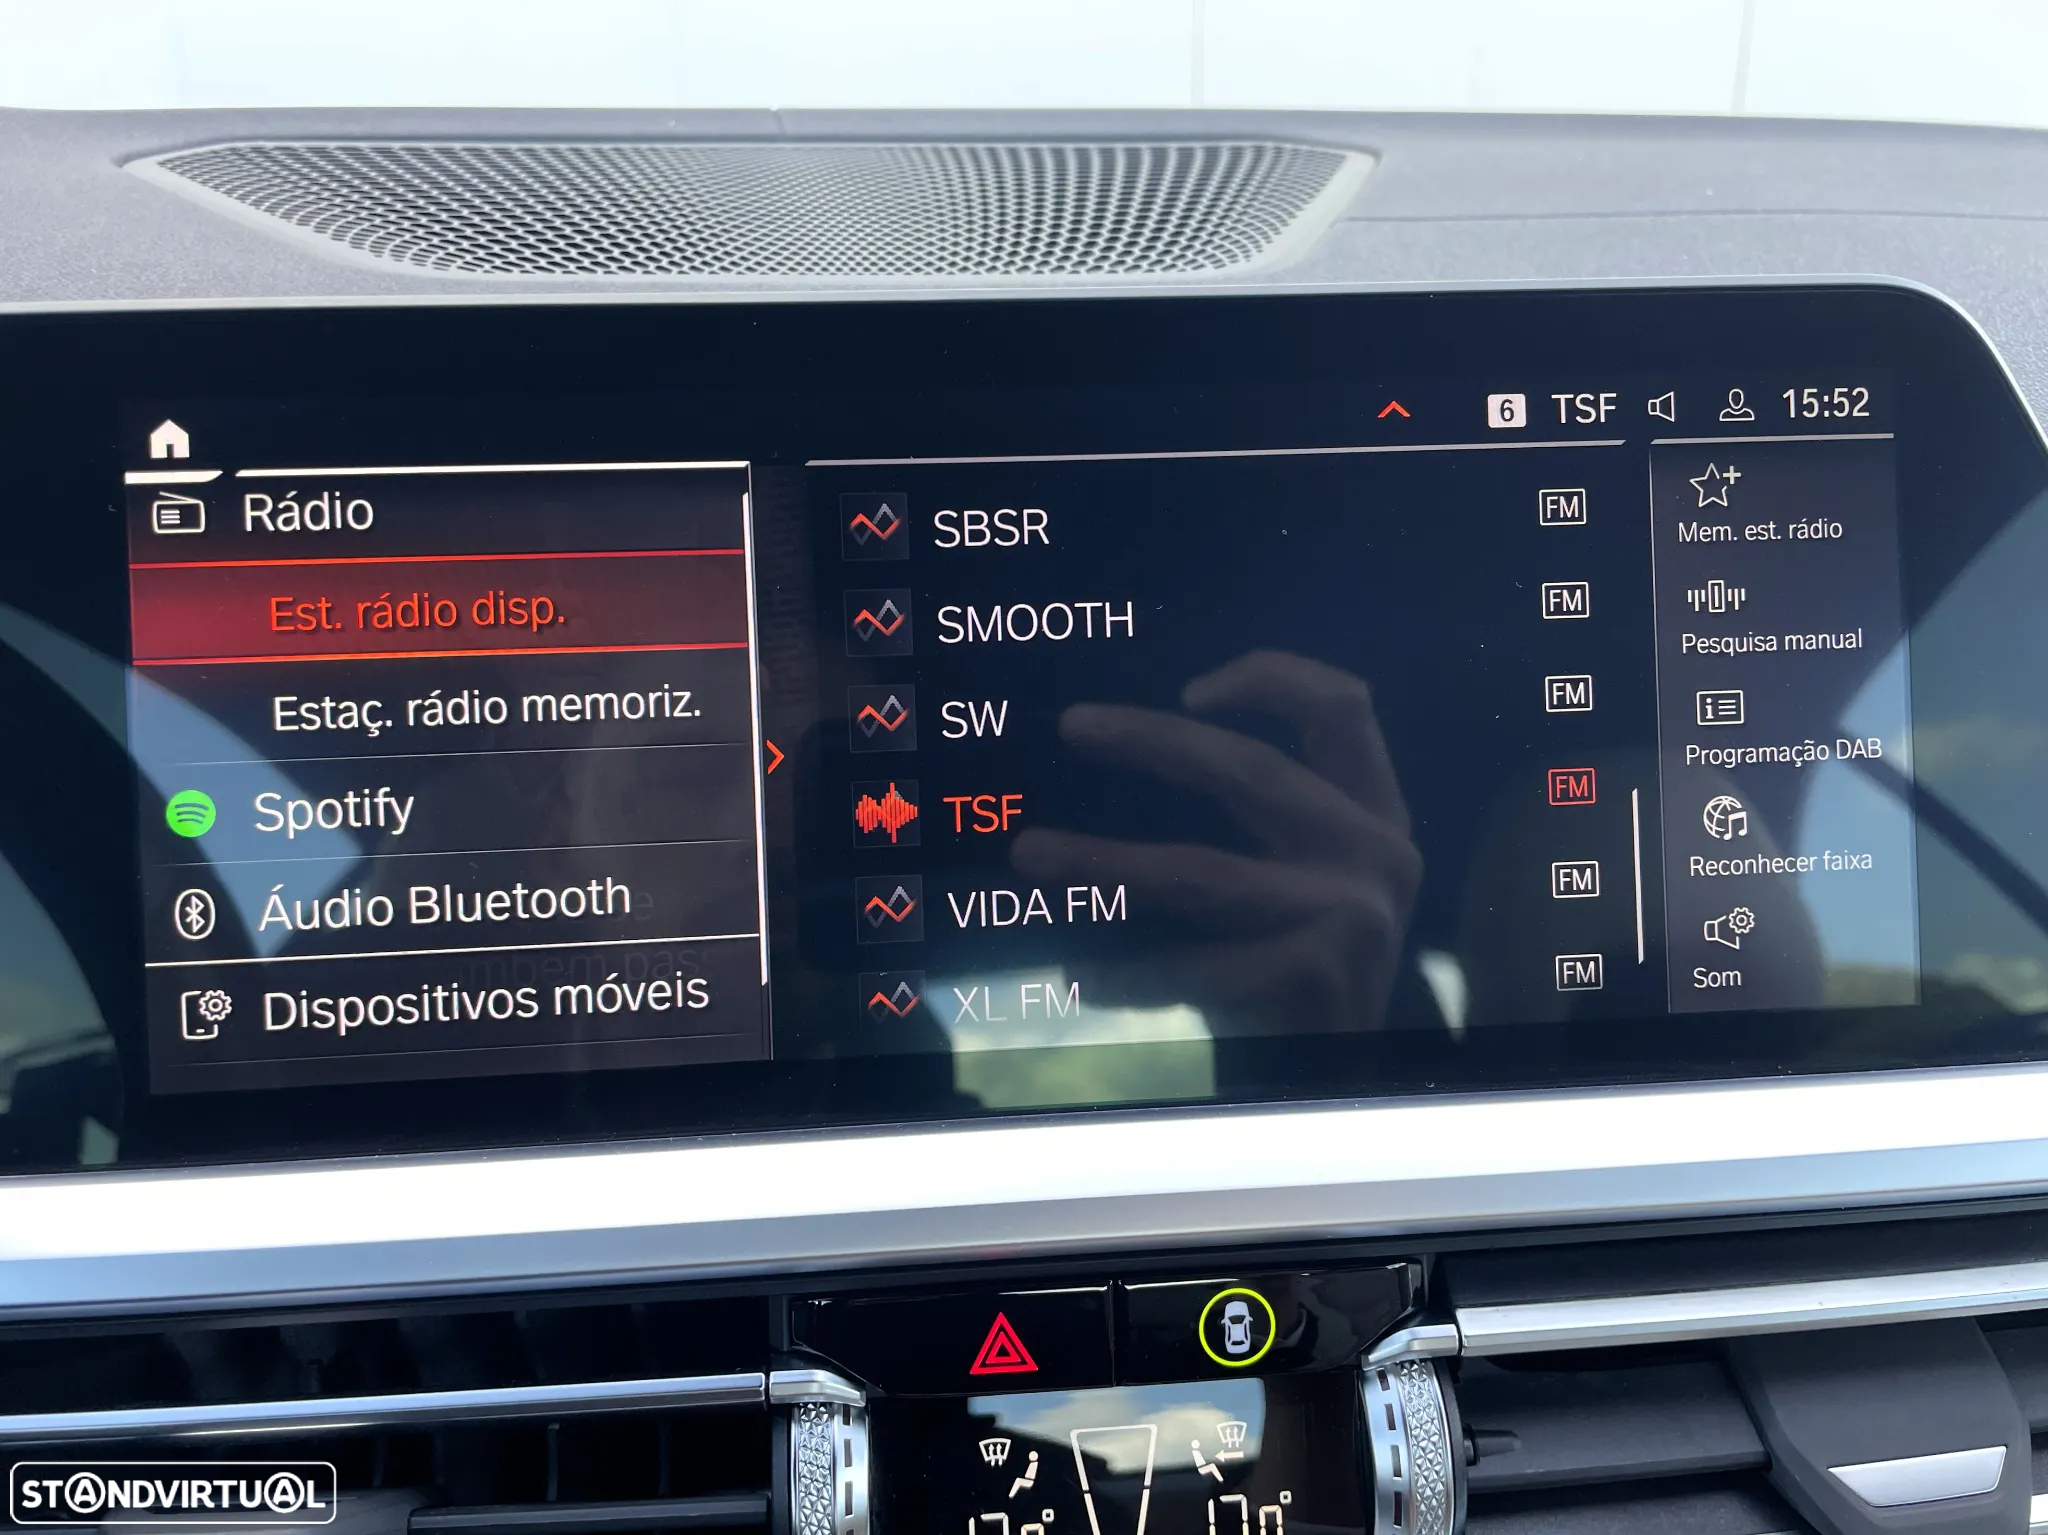 6 TSF 15:52
Rádio
Est. rádio disp.
Estaç. rádio memoriz.
Spotify
Áudio Bluetooth
Dispositivos móveis
SBSR FM
SMOOTH FM
SW FM
TSF FM
VIDA FM FM
XL FM FM
Mem. est. rádio
Pesquisa manual
Programação DAB
Reconhecer faixa
Som
STANDVIRTUAL